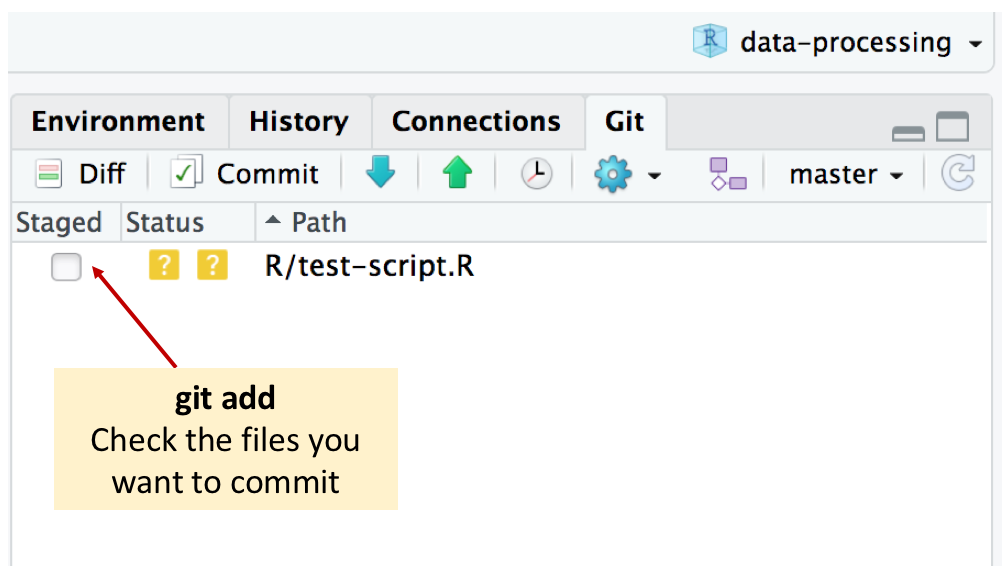 data-processing
Environment History Connections Git
Diff Commit master
Staged Status Path
? ? R/test-script.R
git add
Check the files you
want to commit